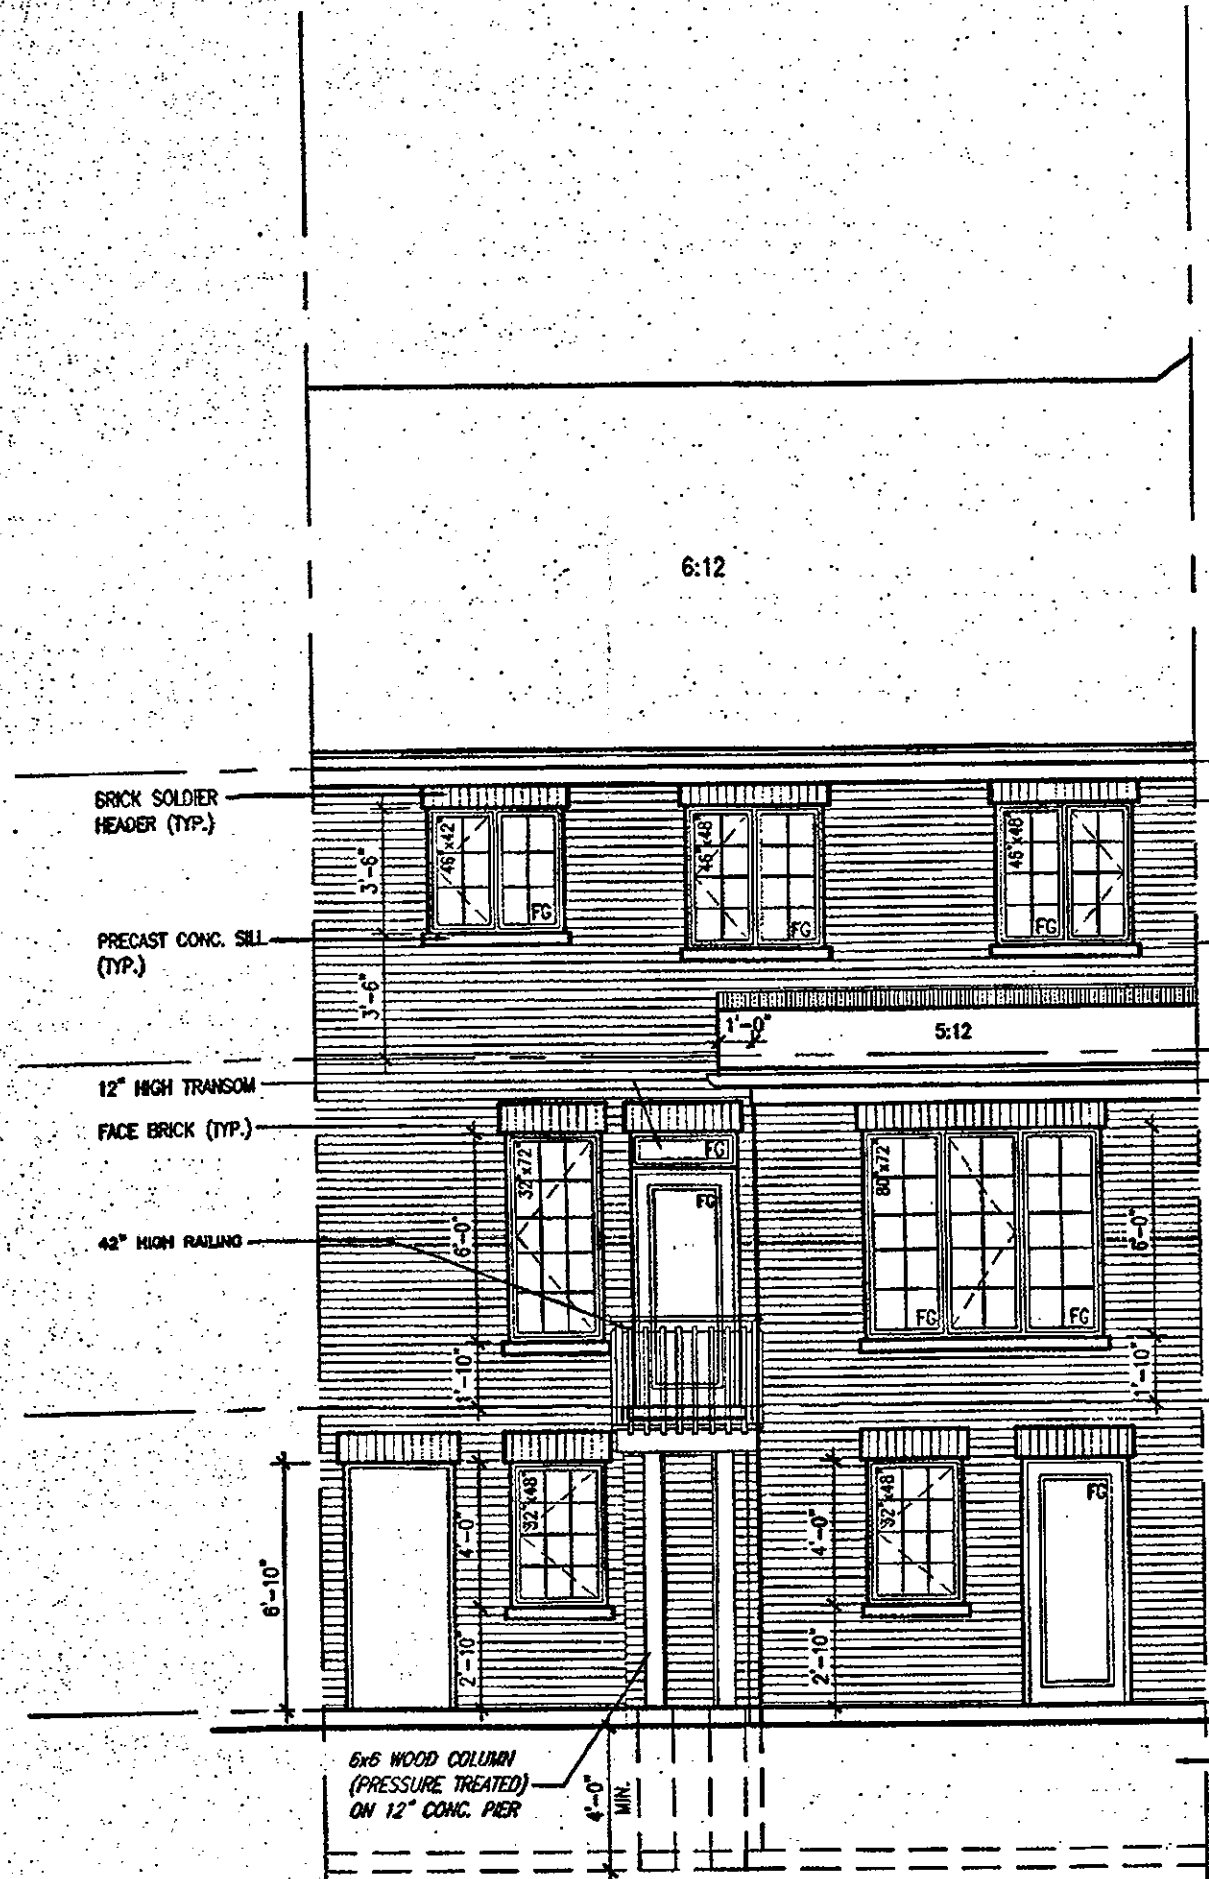 6:12
BRICK SOLDIER
HEADER (TYP.)
46"x42"
FG
46"x48"
FG
46"x48"
FG
3'-6"
PRECAST CONC. SILL
(TYP.)
3'-6"
1'-0"
5:12
12" HIGH TRANSOM
FACE BRICK (TYP.)
42" HIGH RAILING
32"x72"
FG
FG
80"x72"
FG
FG
6'-0"
6'-0"
1'-10"
1'-10"
32"x48"
32"x48"
FG
4'-0"
4'-0"
6'-10"
2'-10"
2'-10"
6x6 WOOD COLUMN
(PRESSURE TREATED)
ON 12" CONC. PIER
4'-0"
MIN.